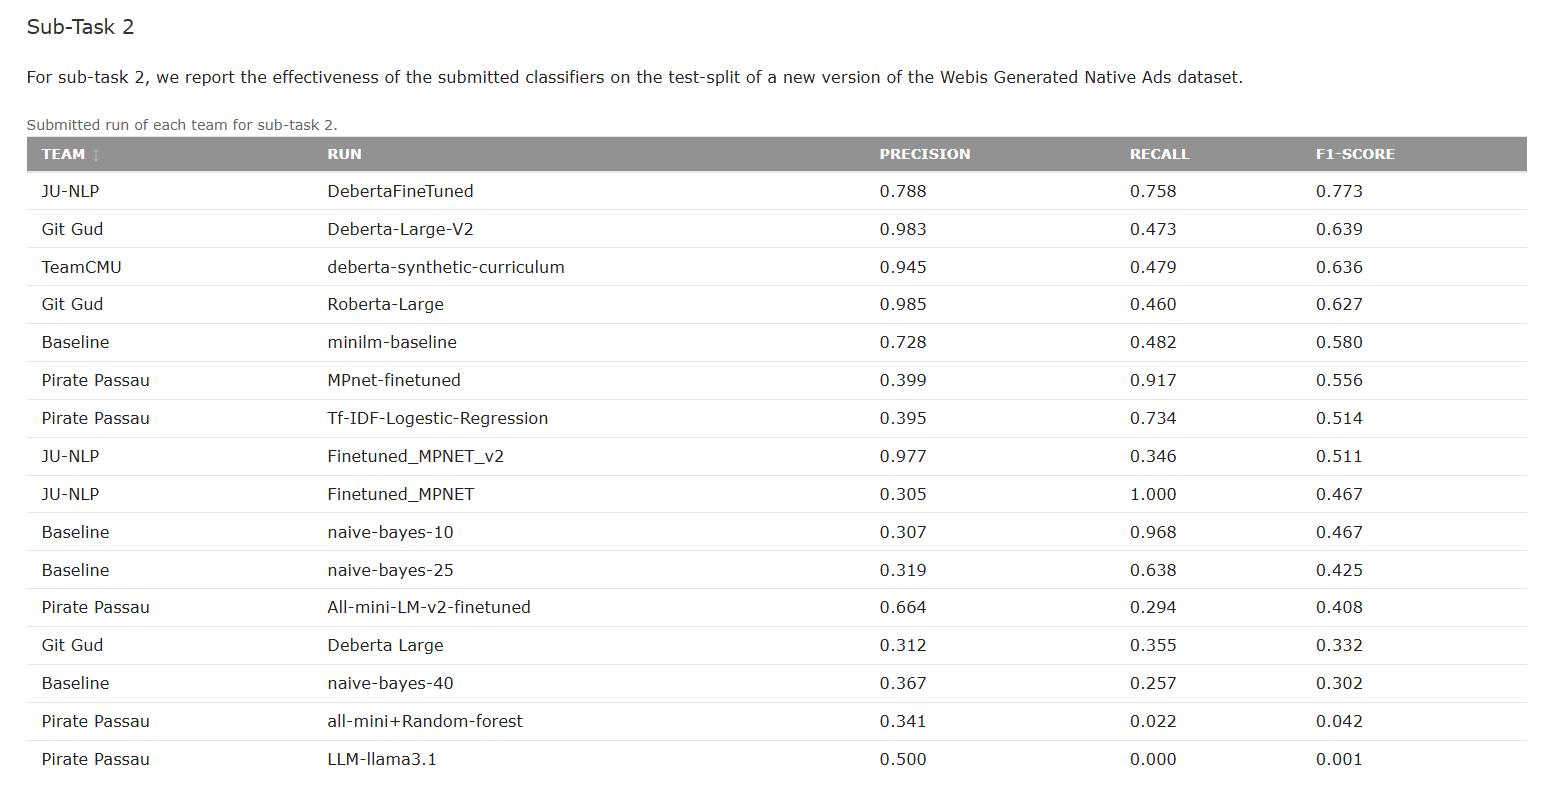 Sub-Task 2
For sub-task 2, we report the effectiveness of the submitted classifiers on the test-split of a new version of the Webis Generated Native Ads dataset.
Submitted run of each team for sub-task 2.
TEAM RUN PRECISION RECALL F1-SCORE
JU-NLP DebertaFineTuned 0.788 0.758 0.773
Git Gud Deberta-Large-V2 0.983 0.473 0.639
TeamCMU deberta-synthetic-curriculum 0.945 0.479 0.636
Git Gud Roberta-Large 0.985 0.460 0.627
Baseline minilm-baseline 0.728 0.482 0.580
Pirate Passau MPnet-finetuned 0.399 0.917 0.556
Pirate Passau Tf-IDF-Logestic-Regression 0.395 0.734 0.514
JU-NLP Finetuned_MPNET_v2 0.977 0.346 0.511
JU-NLP Finetuned_MPNET 0.305 1.000 0.467
Baseline naive-bayes-10 0.307 0.968 0.467
Baseline naive-bayes-25 0.319 0.638 0.425
Pirate Passau All-mini-LM-v2-finetuned 0.664 0.294 0.408
Git Gud Deberta Large 0.312 0.355 0.332
Baseline naive-bayes-40 0.367 0.257 0.302
Pirate Passau all-mini+Random-forest 0.341 0.022 0.042
Pirate Passau LLM-llama3.1 0.500 0.000 0.001